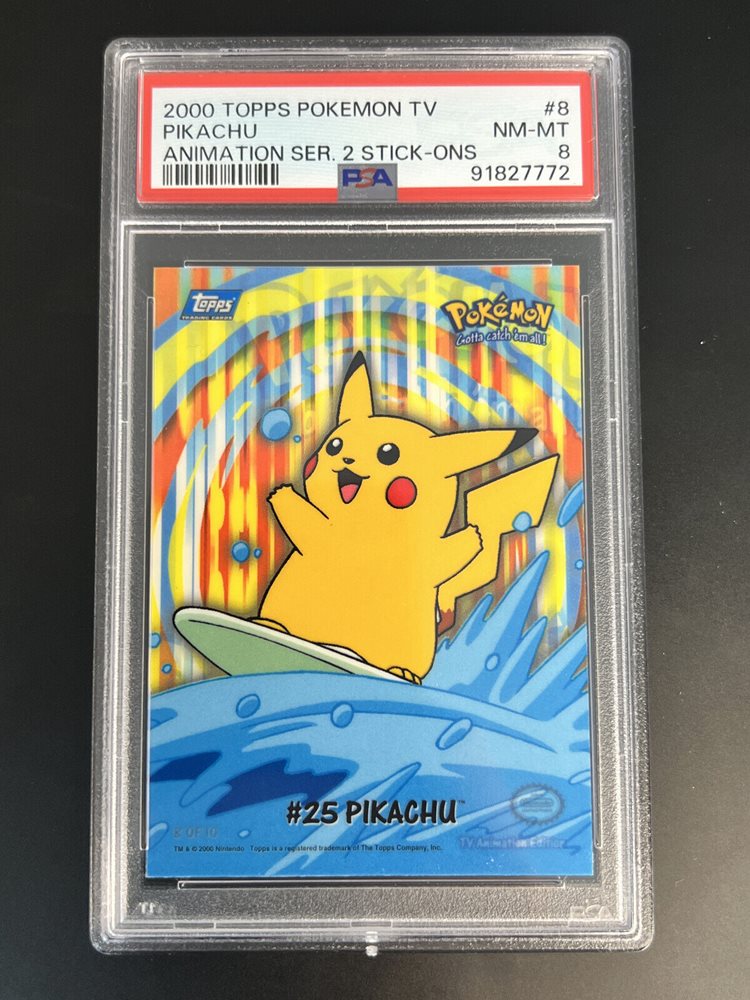 2000 TOPPS POKEMON TV #8
PIKACHU NM-MT
ANIMATION SER. 2 STICK-ONS 8
PSA 91827772
Topps
TRADING CARDS
POKéMON
Gotta catch 'em all!
#25 PIKACHU™
8 OF 10
TV Animation Edition
TM & © 2000 Nintendo Topps is a registered trademark of The Topps Company, Inc.
PSA